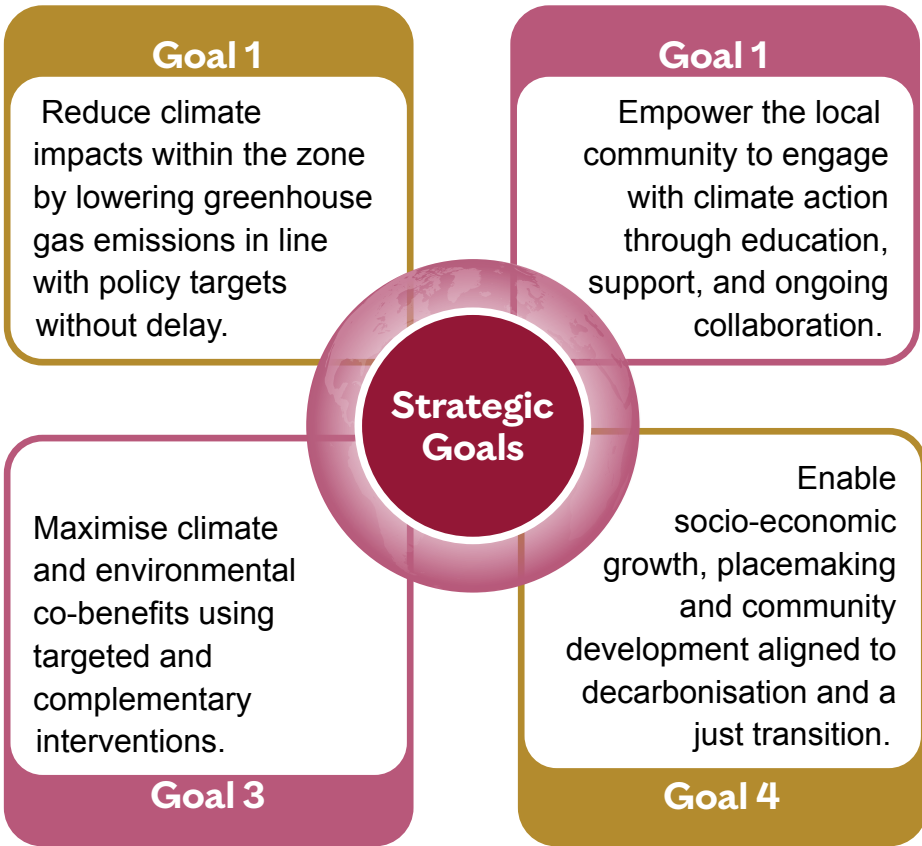 Goal 1
Reduce climate
impacts within the zone
by lowering greenhouse
gas emissions in line
with policy targets
without delay.
Goal 1
Empower the local
community to engage
with climate action
through education,
support, and ongoing
collaboration.
Strategic
Goals
Maximise climate
and environmental
co-benefits using
targeted and
complementary
interventions.
Goal 3
Enable
socio-economic
growth, placemaking
and community
development aligned to
decarbonisation and a
just transition.
Goal 4